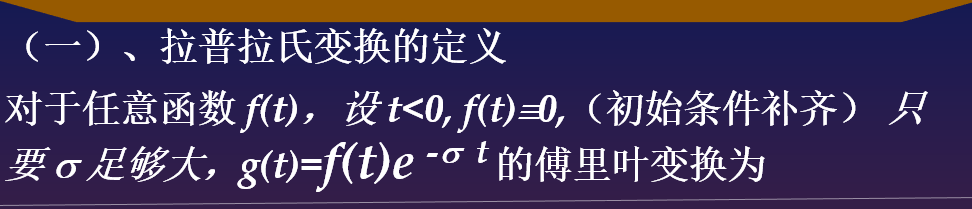 （一）、拉普拉氏变换的定义
对于任意函数 f(t)，设 t<0, f(t)≡0,（初始条件补齐） 只
要 σ 足够大，g(t)=f(t)e ⁻σ ᵗ 的傅里叶变换为